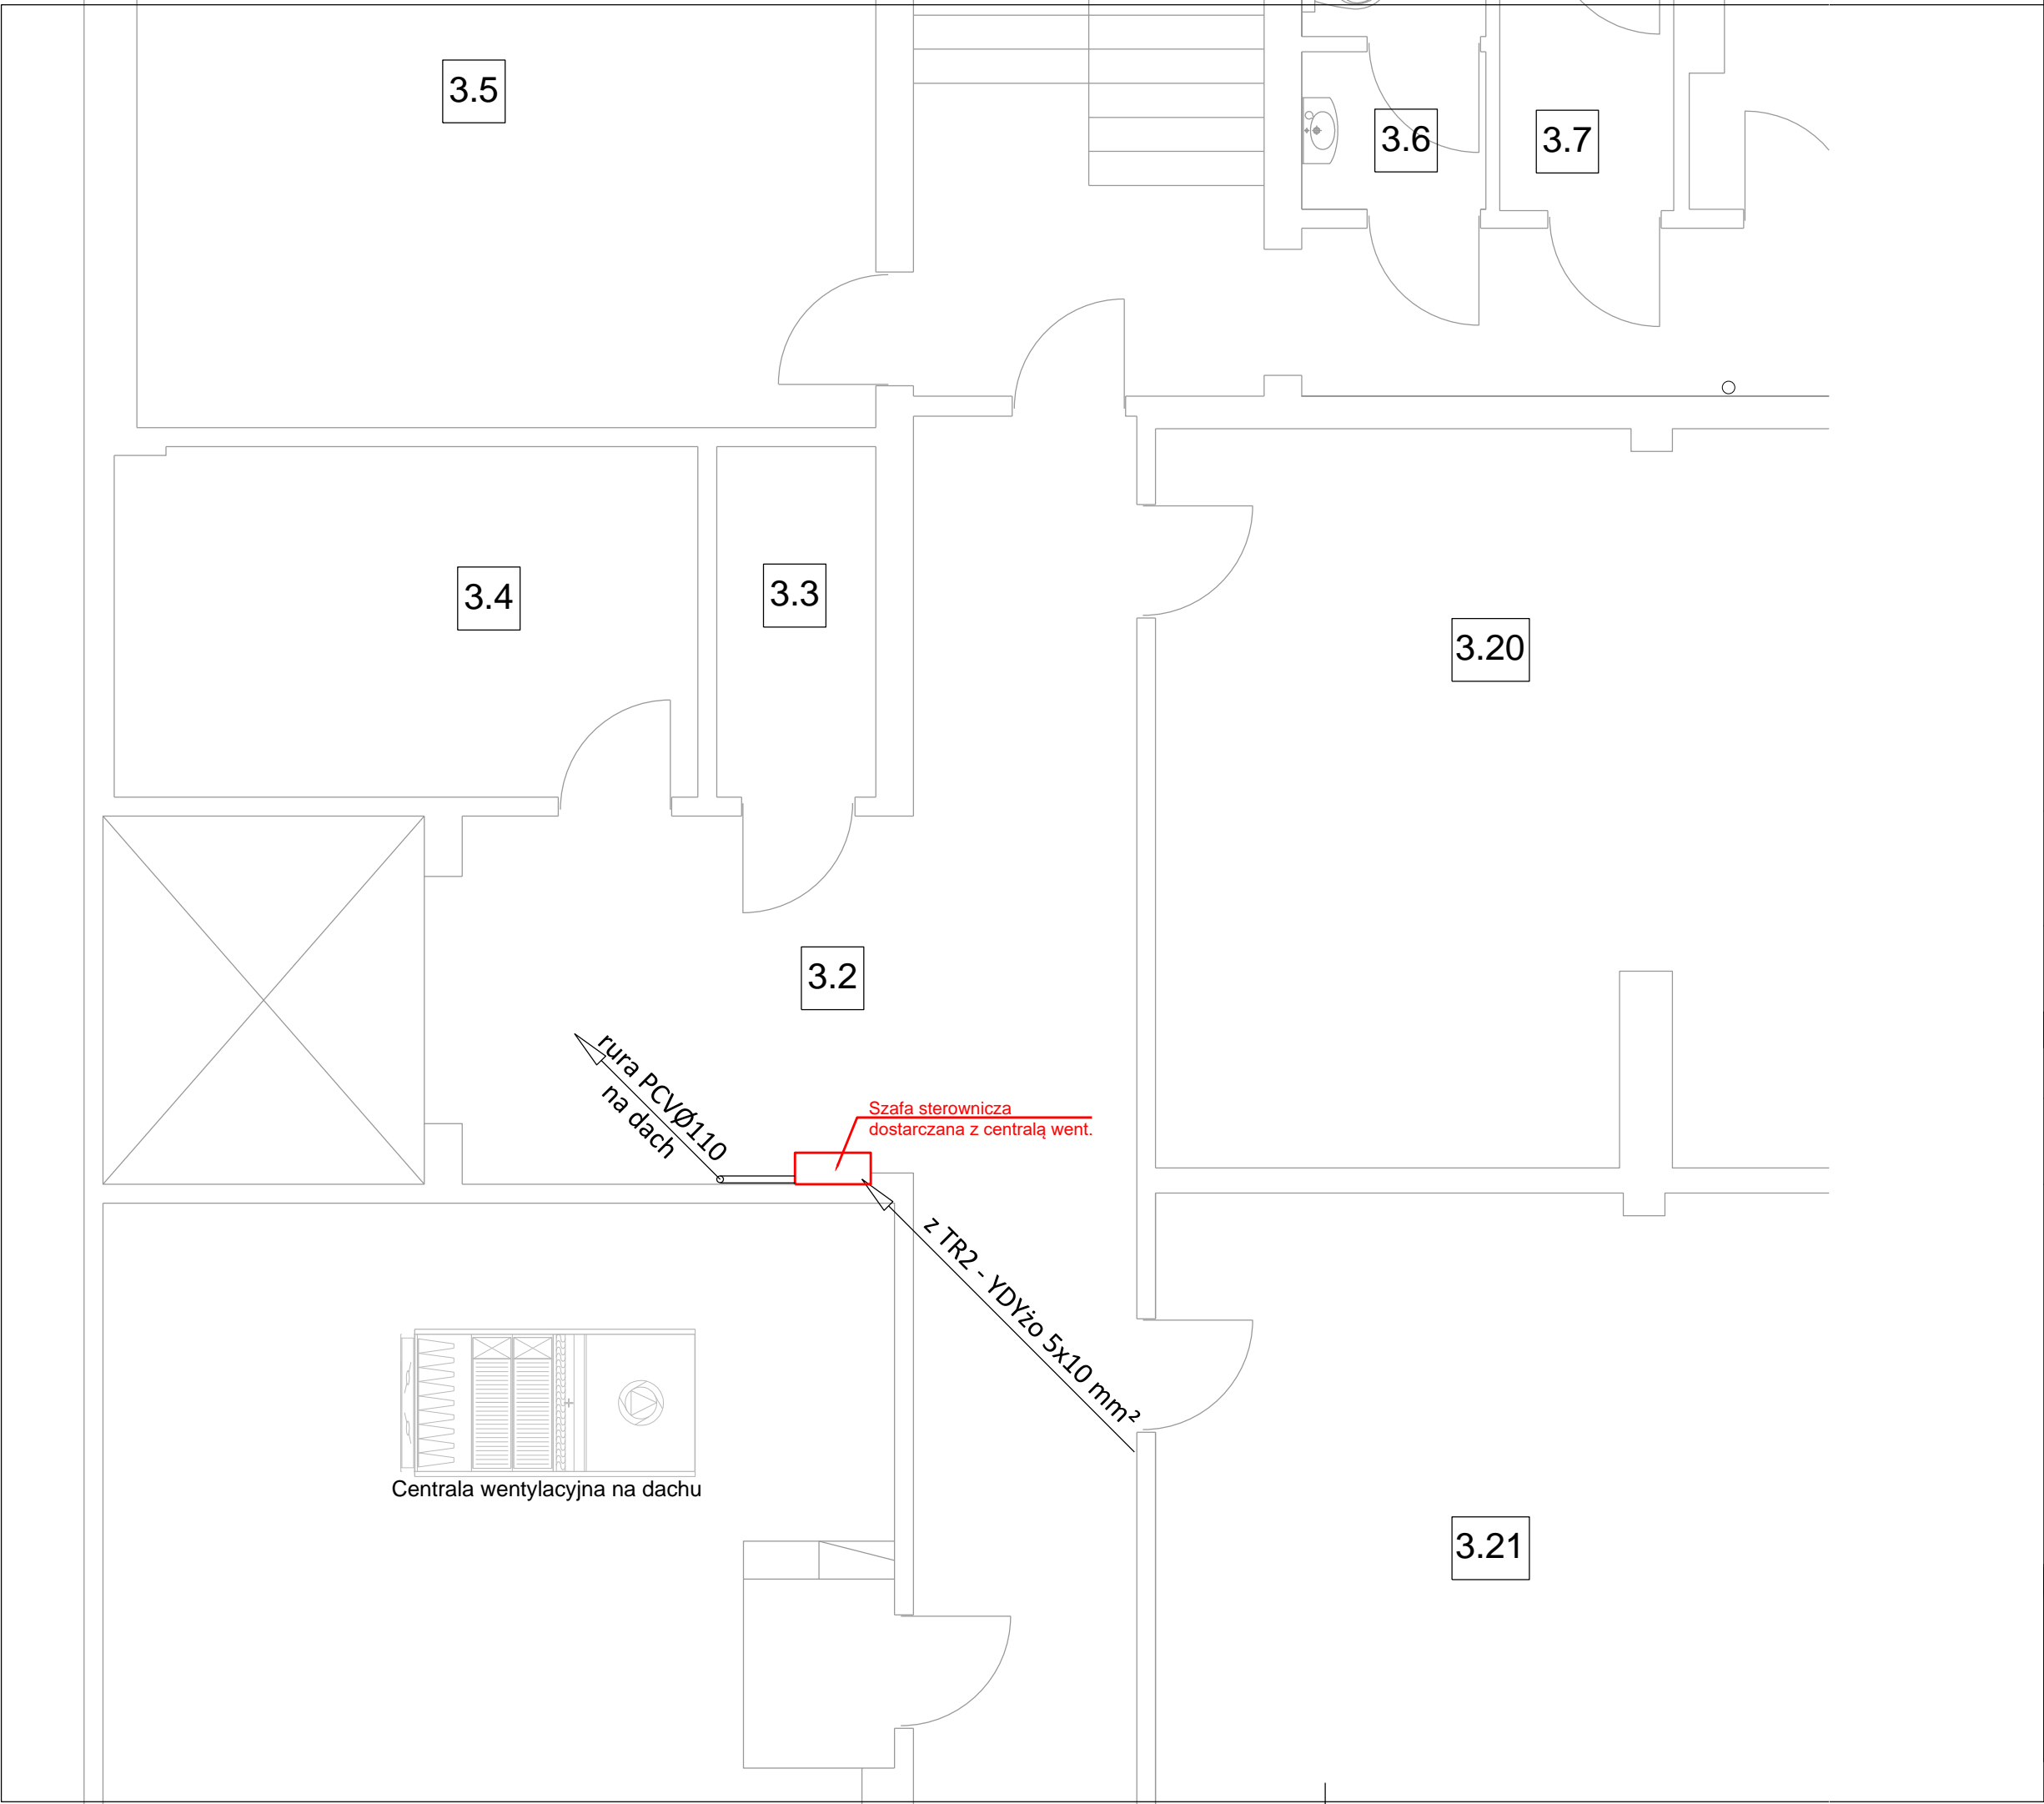 3.5
3.6
3.7
3.4
3.3
3.20
3.2
rura PCVØ110
na dach
Szafa sterownicza
dostarczana z centralą went.
z TR2 - YDYżo 5x10 mm²
Centrala wentylacyjna na dachu
3.21